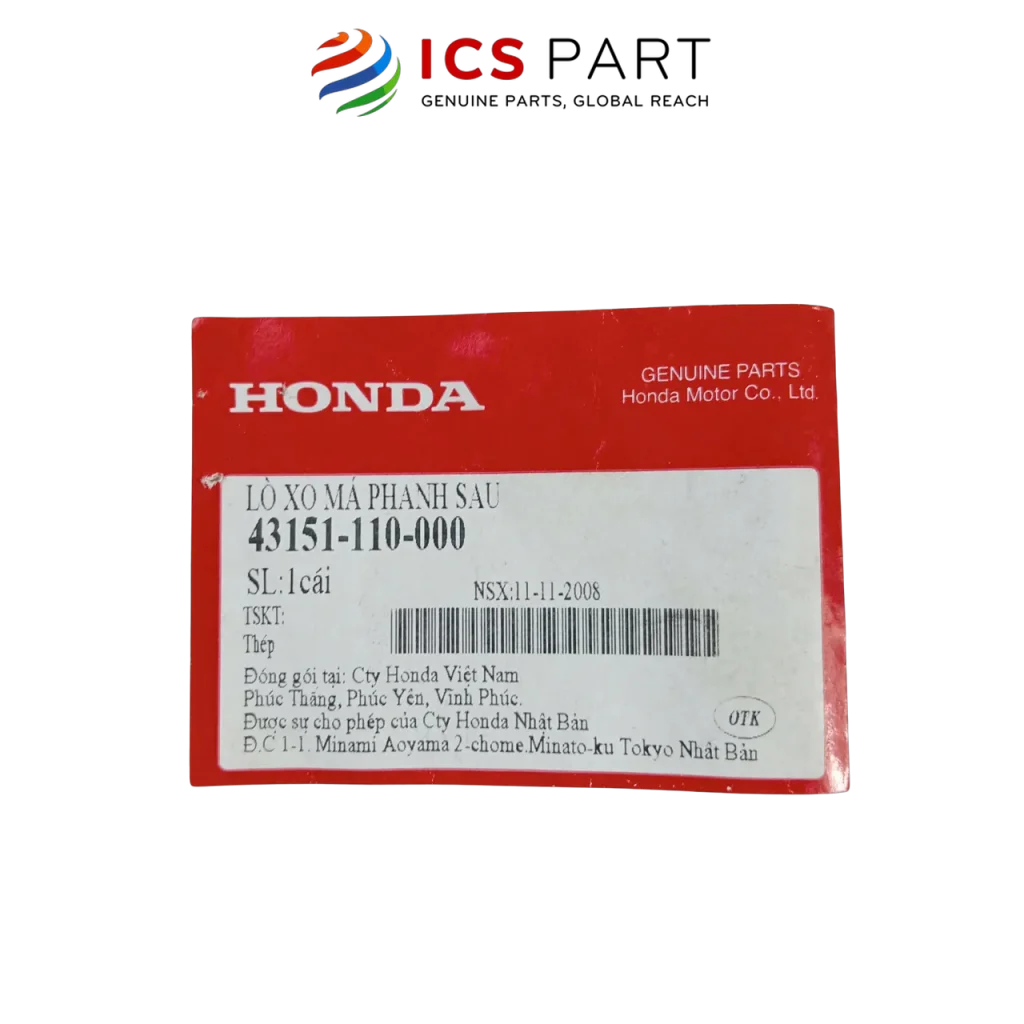 ICS PART
GENUINE PARTS, GLOBAL REACH
HONDA
GENUINE PARTS
Honda Motor Co., Ltd.
LÒ XO MÁ PHANH SAU
43151-110-000
SL:1cái
NSX:11-11-2008
TSKT:
Thép
Đóng gói tại: Cty Honda Việt Nam
Phúc Thắng, Phúc Yên, Vĩnh Phúc.
Được sự cho phép của Cty Honda Nhật Bản
OTK
Đ.C 1-1. Minami Aoyama 2-chome.Minato-ku Tokyo Nhật Bản